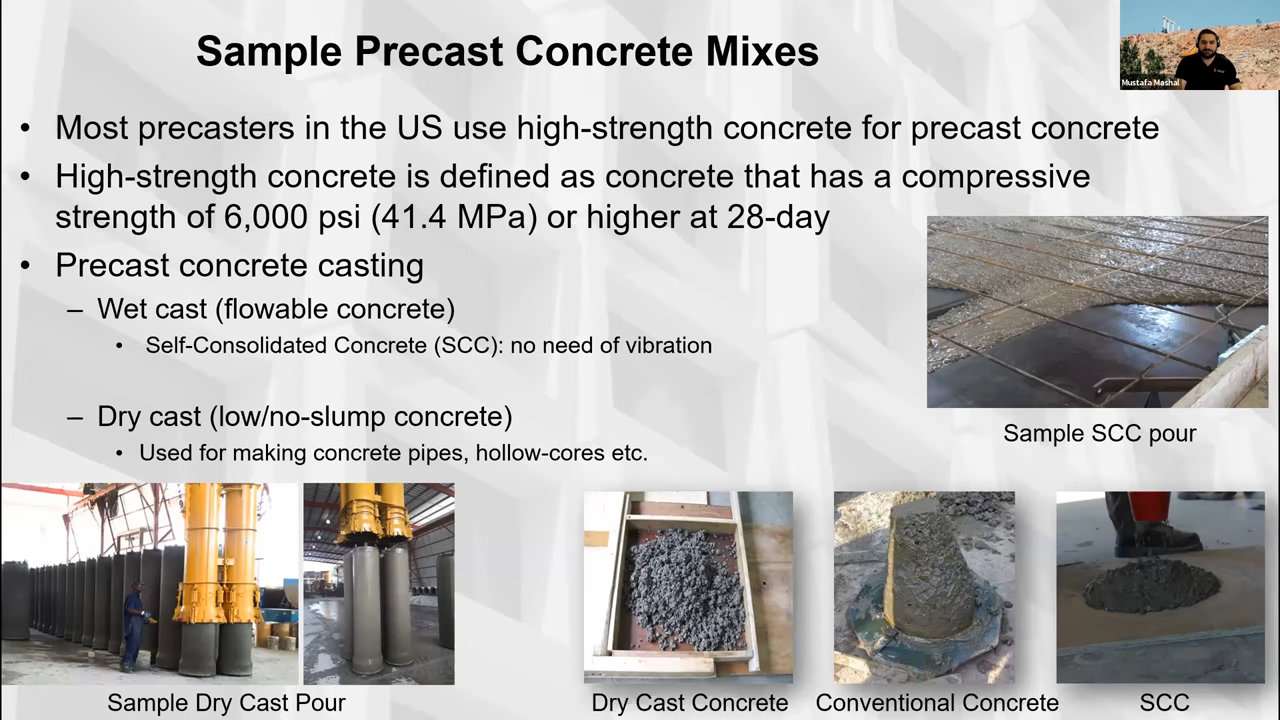 Sample Precast Concrete Mixes
Mustafa Mashal
• Most precasters in the US use high-strength concrete for precast concrete
• High-strength concrete is defined as concrete that has a compressive
strength of 6,000 psi (41.4 MPa) or higher at 28-day
• Precast concrete casting
– Wet cast (flowable concrete)
• Self-Consolidated Concrete (SCC): no need of vibration
– Dry cast (low/no-slump concrete)
• Used for making concrete pipes, hollow-cores etc.
Sample SCC pour
Sample Dry Cast Pour
Dry Cast Concrete
Conventional Concrete
SCC